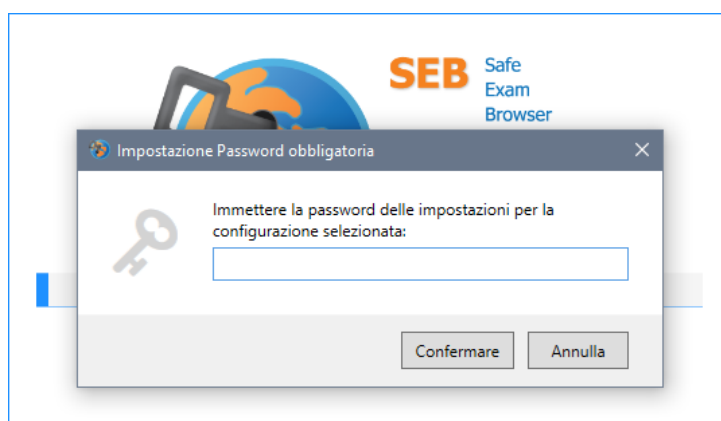 SEB
Safe
Exam
Browser
Impostazione Password obbligatoria
Immettere la password delle impostazioni per la
configurazione selezionata:
Confermare
Annulla